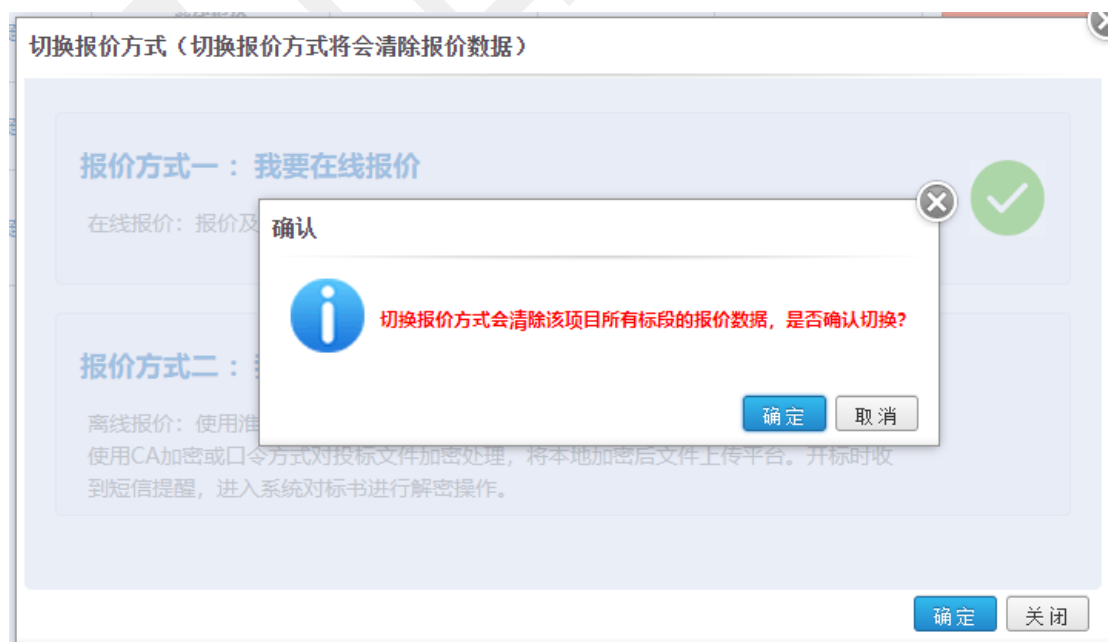 切换报价方式（切换报价方式将会清除报价数据）
报价方式一：我要在线报价
在线报价：报价及
确认
切换报价方式会清除该项目所有标段的报价数据，是否确认切换?
确定
取消
报价方式二：
离线报价：使用淮
使用CA加密或口令方式对投标文件加密处理，将本地加密后文件上传平台。开标时收
到短信提醒，进入系统对标书进行解密操作。
确定
关闭